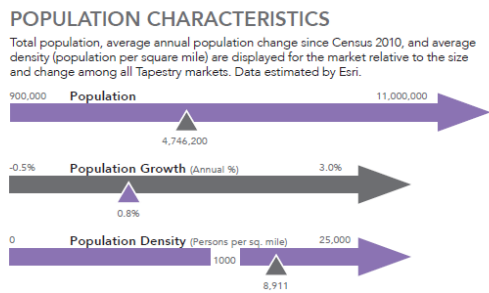 POPULATION CHARACTERISTICS
Total population, average annual population change since Census 2010, and average
density (population per square mile) are displayed for the market relative to the size
and change among all Tapestry markets. Data estimated by Esri.
900,000 Population 11,000,000
4,746,200
-0.5% Population Growth (Annual %) 3.0%
0.8%
0 Population Density (Persons per sq. mile) 25,000
1000
8,911